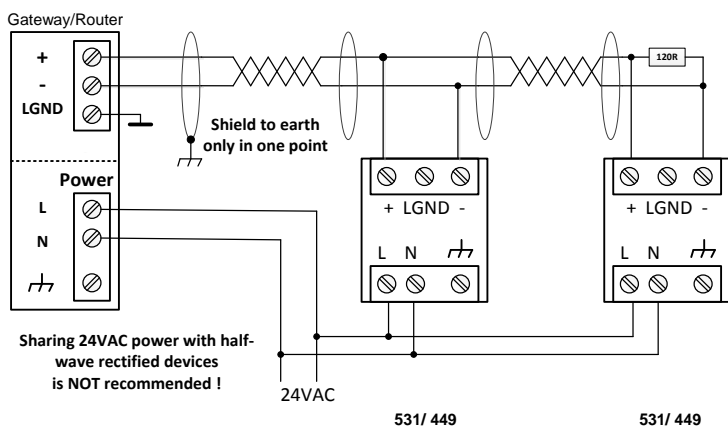 Gateway/Router
+
-
LGND
Shield to earth
only in one point
120R
Power
L
N
+ LGND -
L N
+ LGND -
L N
Sharing 24VAC power with half-
wave rectified devices
is NOT recommended !
24VAC
531/ 449
531/ 449